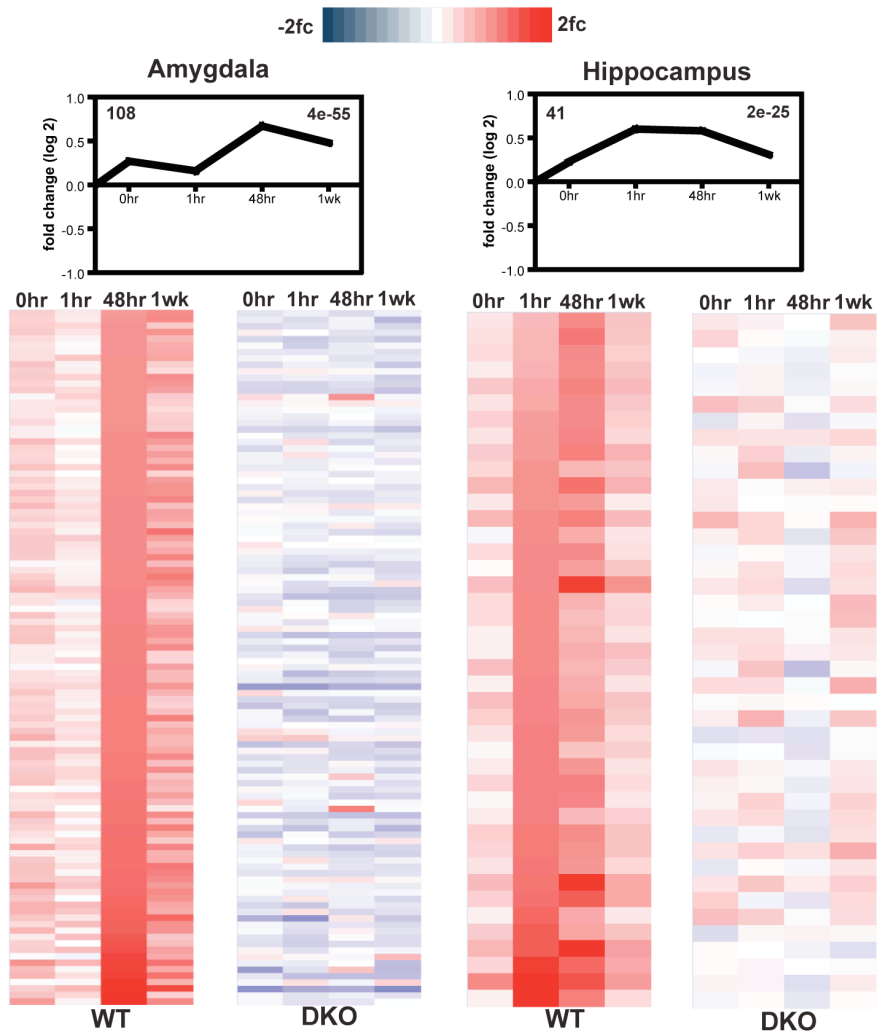 -2fc 2fc
Amygdala
Hippocampus
fold change (log 2)
1.0
0.5
0.0
-0.5
-1.0
108 4e-55
0hr 1hr 48hr 1wk
fold change (log 2)
1.0
0.5
0.0
-0.5
-1.0
41 2e-25
0hr 1hr 48hr 1wk
0hr 1hr 48hr 1wk
0hr 1hr 48hr 1wk
0hr 1hr 48hr 1wk
0hr 1hr 48hr 1wk
WT
DKO
WT
DKO